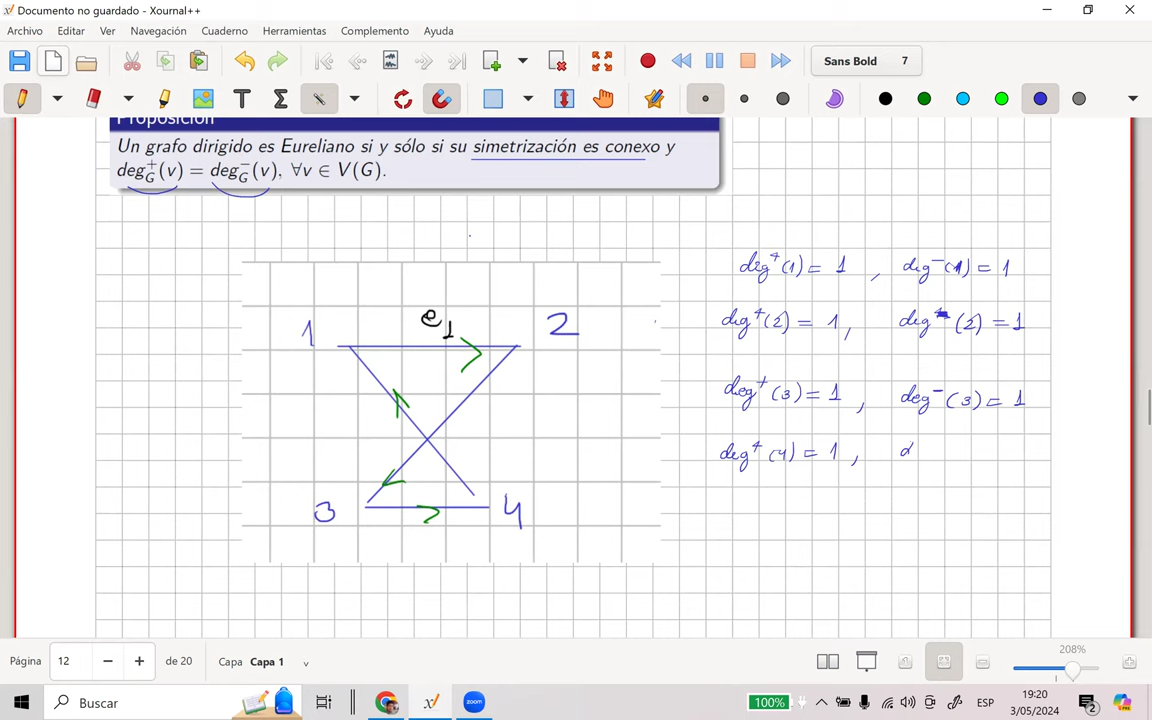 Documento no guardado - Xournal++
Archivo Editar Ver Navegación Cuaderno Herramientas Complemento Ayuda
Sans Bold 7
Proposición
Un grafo dirigido es Eureliano si y sólo si su simetrización es conexo y
deg⁺_G(v) = deg⁻_G(v), ∀v ∈ V(G).
deg⁺(1) = 1 , deg⁻(1) = 1
1 e₁ 2
deg⁺(2) = 1, deg⁻(2) = 1
deg⁺(3) = 1 , deg⁻(3) = 1
deg⁺(4) = 1 , d
3 4
Página 12 de 20 Capa Capa 1 208%
Buscar 100% ESP 19:20
3/05/2024 2